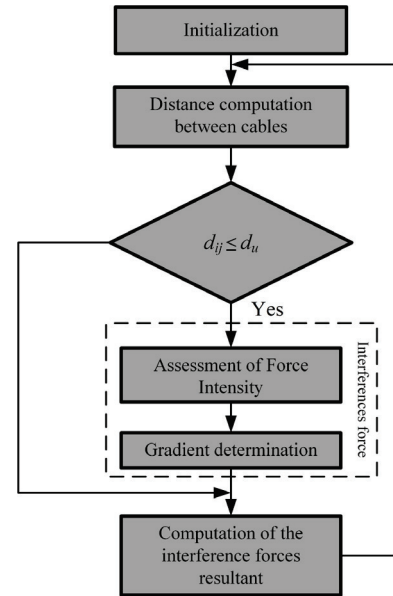 Initialization
Distance computation
between cables
d_ij ≤ d_u
Yes
Assessment of Force
Intensity
Gradient determination
Interferences force
Computation of the
interference forces
resultant